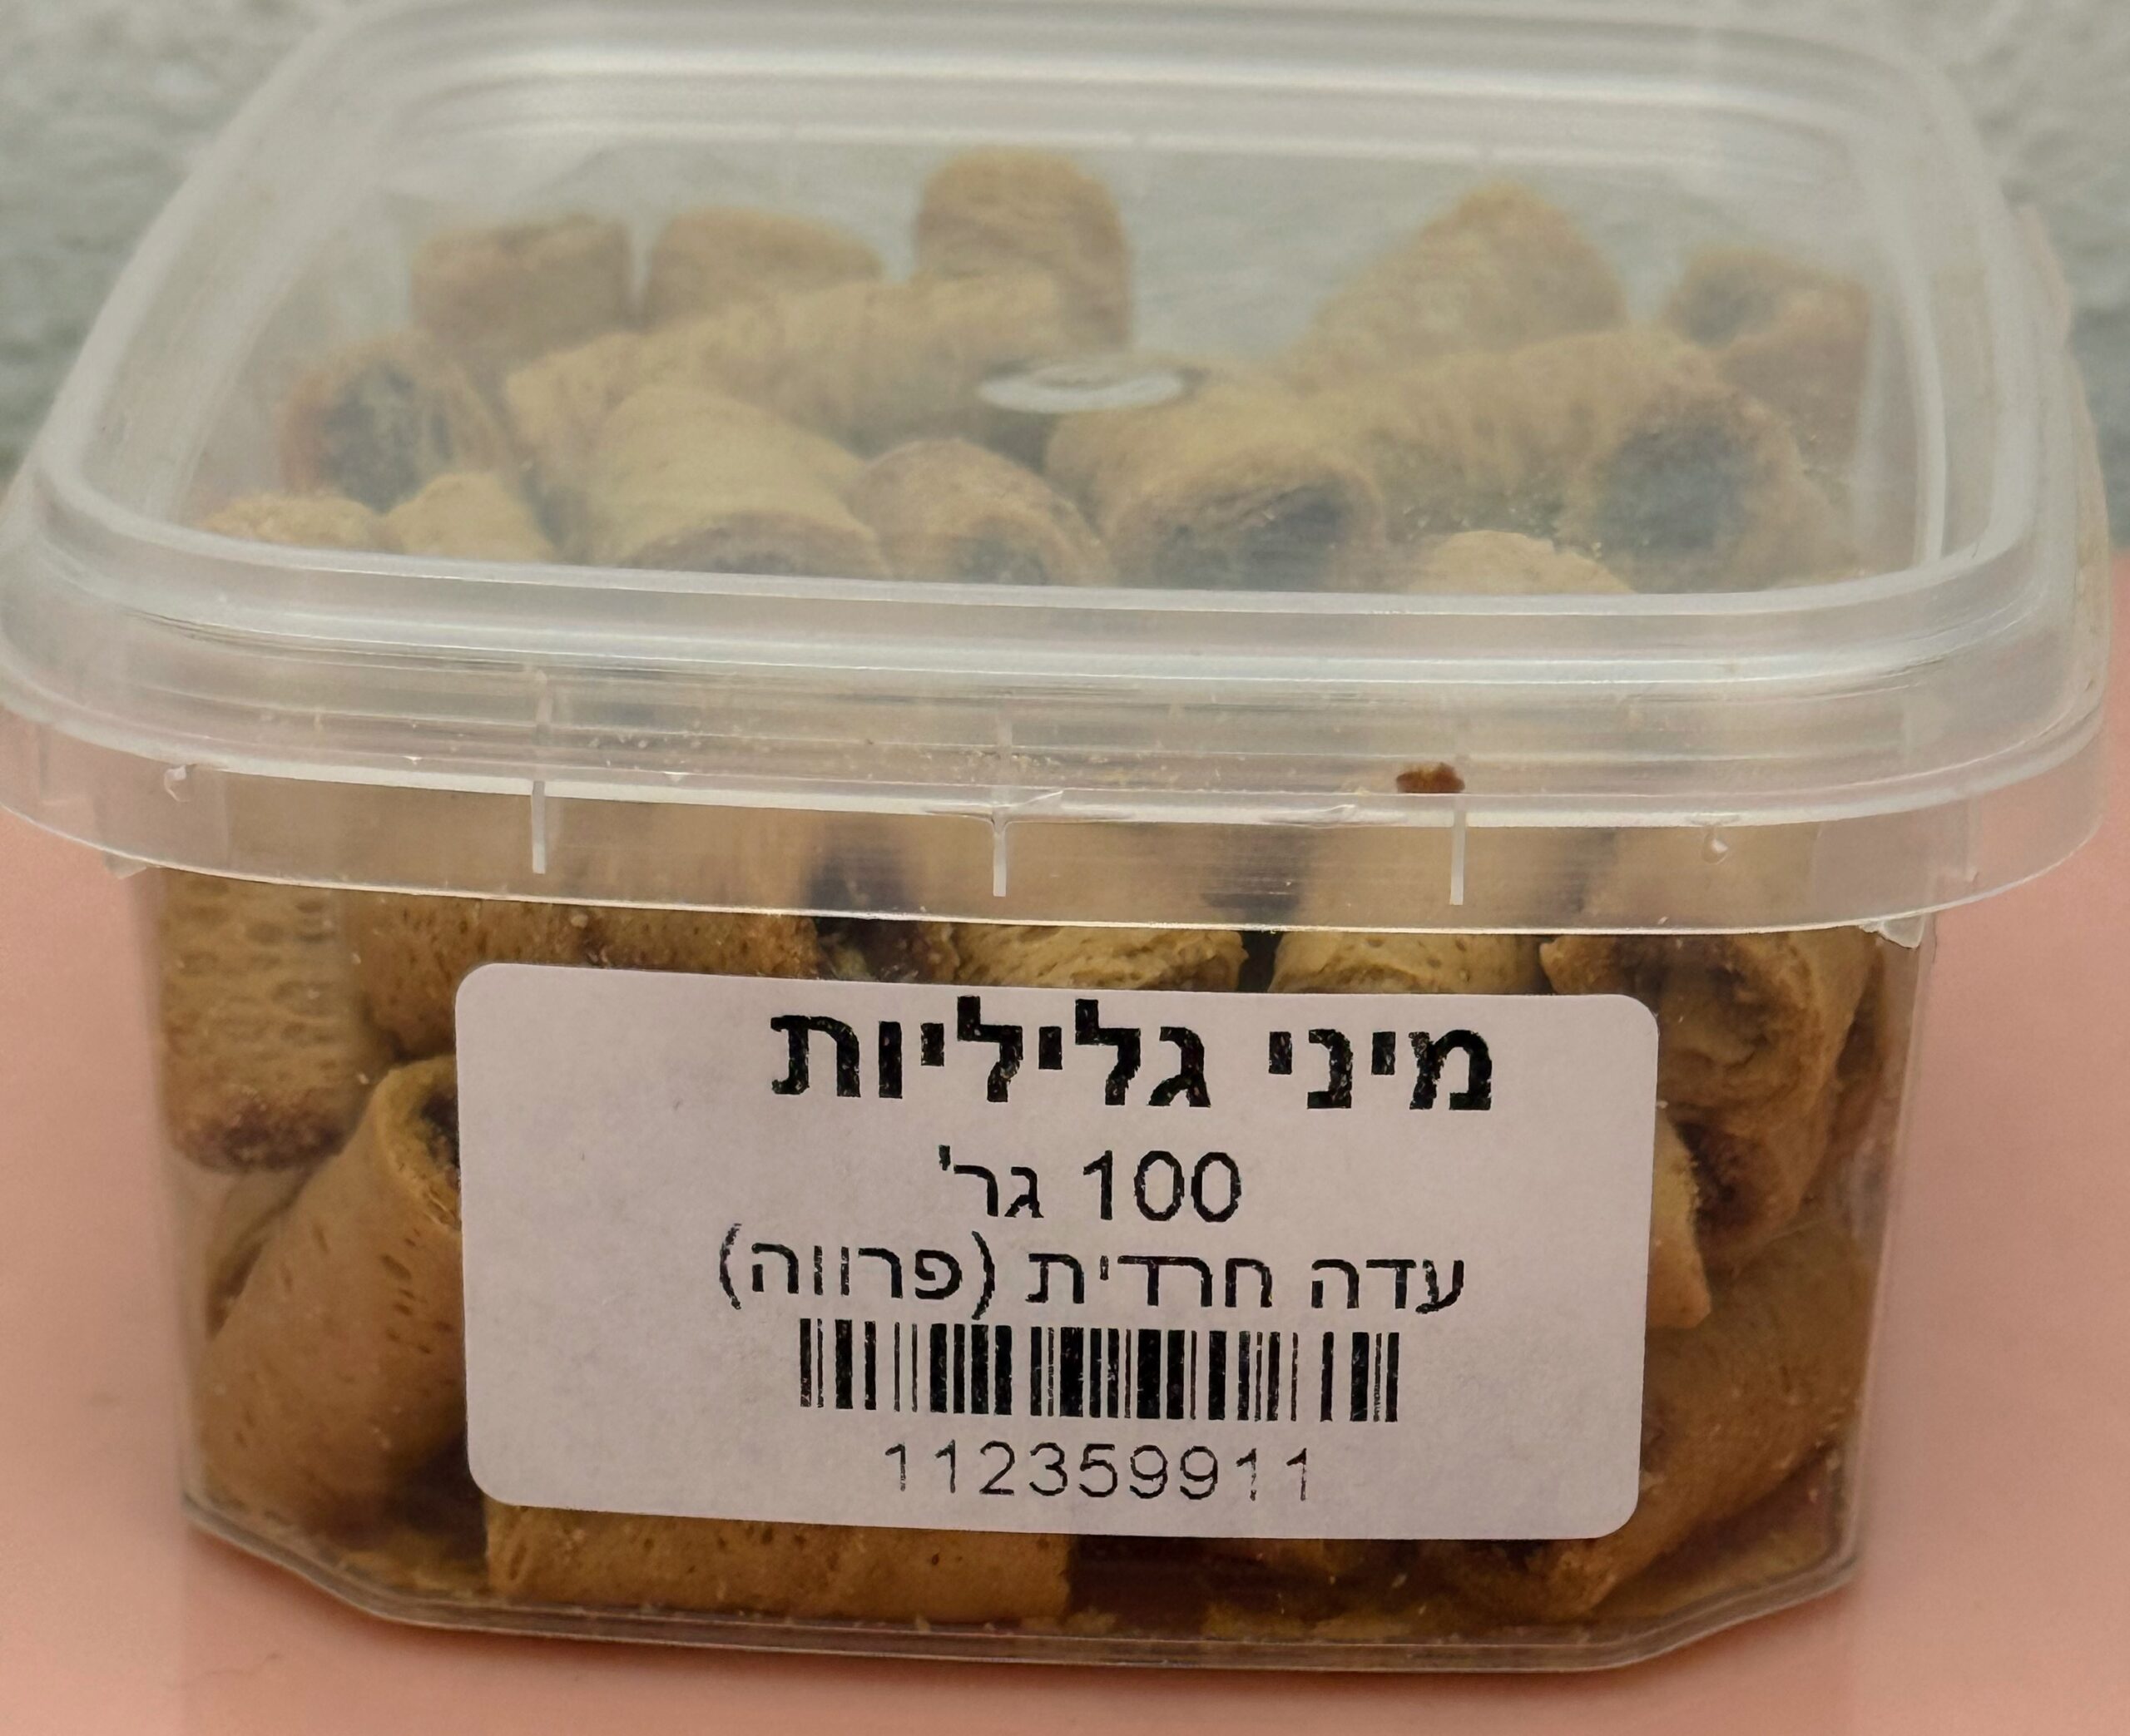 מיני גליליות
100 גר'
עדה חרדית (פרווה)
112359911